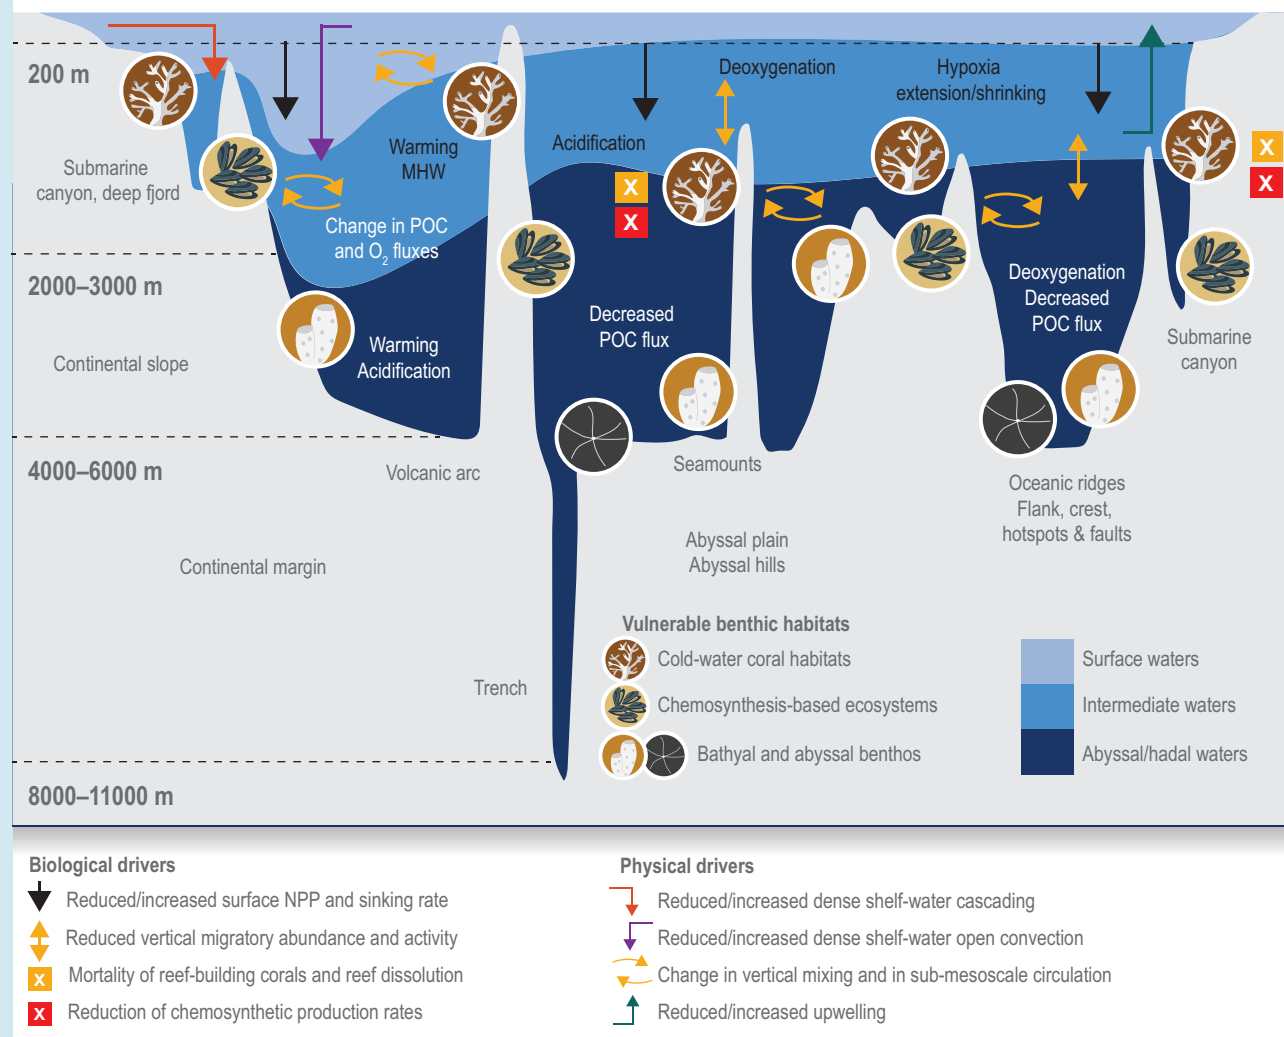 200 m
Deoxygenation
Hypoxia
extension/shrinking
Warming
MHW
Acidification
X
X
X
X
Submarine
canyon, deep fjord
Change in POC
and O2 fluxes
2000–3000 m
Deoxygenation
Decreased
POC flux
Decreased
POC flux
Warming
Acidification
Continental slope
Submarine
canyon
4000–6000 m
Volcanic arc
Seamounts
Oceanic ridges
Flank, crest,
hotspots & faults
Abyssal plain
Abyssal hills
Continental margin
Trench
Vulnerable benthic habitats
Cold-water coral habitats
Chemosynthesis-based ecosystems
Bathyal and abyssal benthos
Surface waters
Intermediate waters
Abyssal/hadal waters
8000–11000 m
Biological drivers
Reduced/increased surface NPP and sinking rate
Reduced vertical migratory abundance and activity
X Mortality of reef-building corals and reef dissolution
X Reduction of chemosynthetic production rates
Physical drivers
Reduced/increased dense shelf-water cascading
Reduced/increased dense shelf-water open convection
Change in vertical mixing and in sub-mesoscale circulation
Reduced/increased upwelling